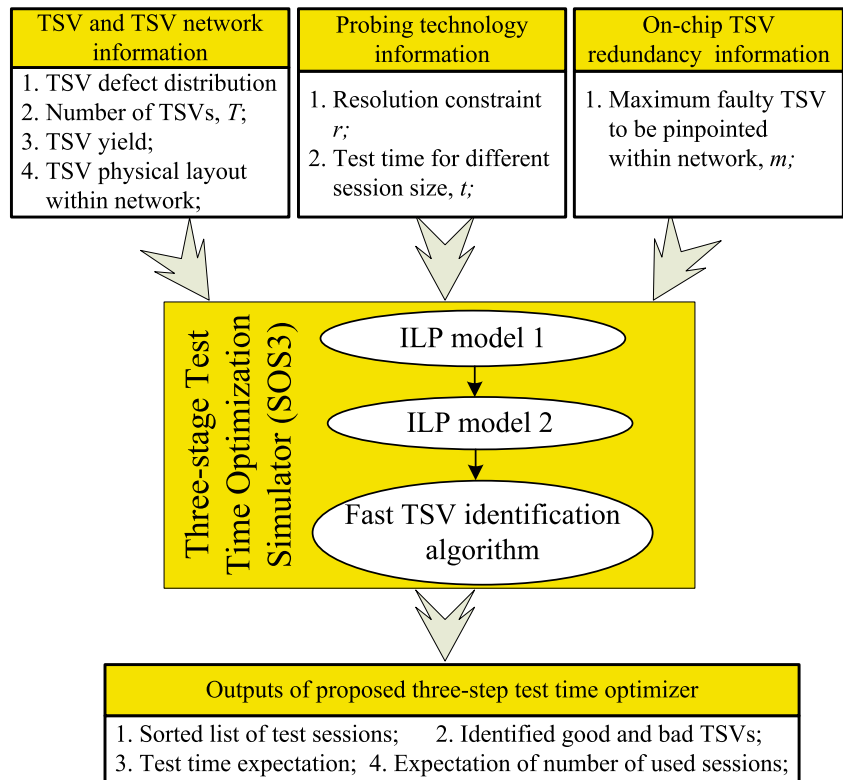 TSV and TSV network
information
1. TSV defect distribution
2. Number of TSVs, T;
3. TSV yield;
4. TSV physical layout
within network;
Probing technology
information
1. Resolution constraint
r;
2. Test time for different
session size, t;
On-chip TSV
redundancy information
1. Maximum faulty TSV
to be pinpointed
within network, m;
Three-stage Test
Time Optimization
Simulator (SOS3)
ILP model 1
ILP model 2
Fast TSV identification
algorithm
Outputs of proposed three-step test time optimizer
1. Sorted list of test sessions; 2. Identified good and bad TSVs;
3. Test time expectation; 4. Expectation of number of used sessions;